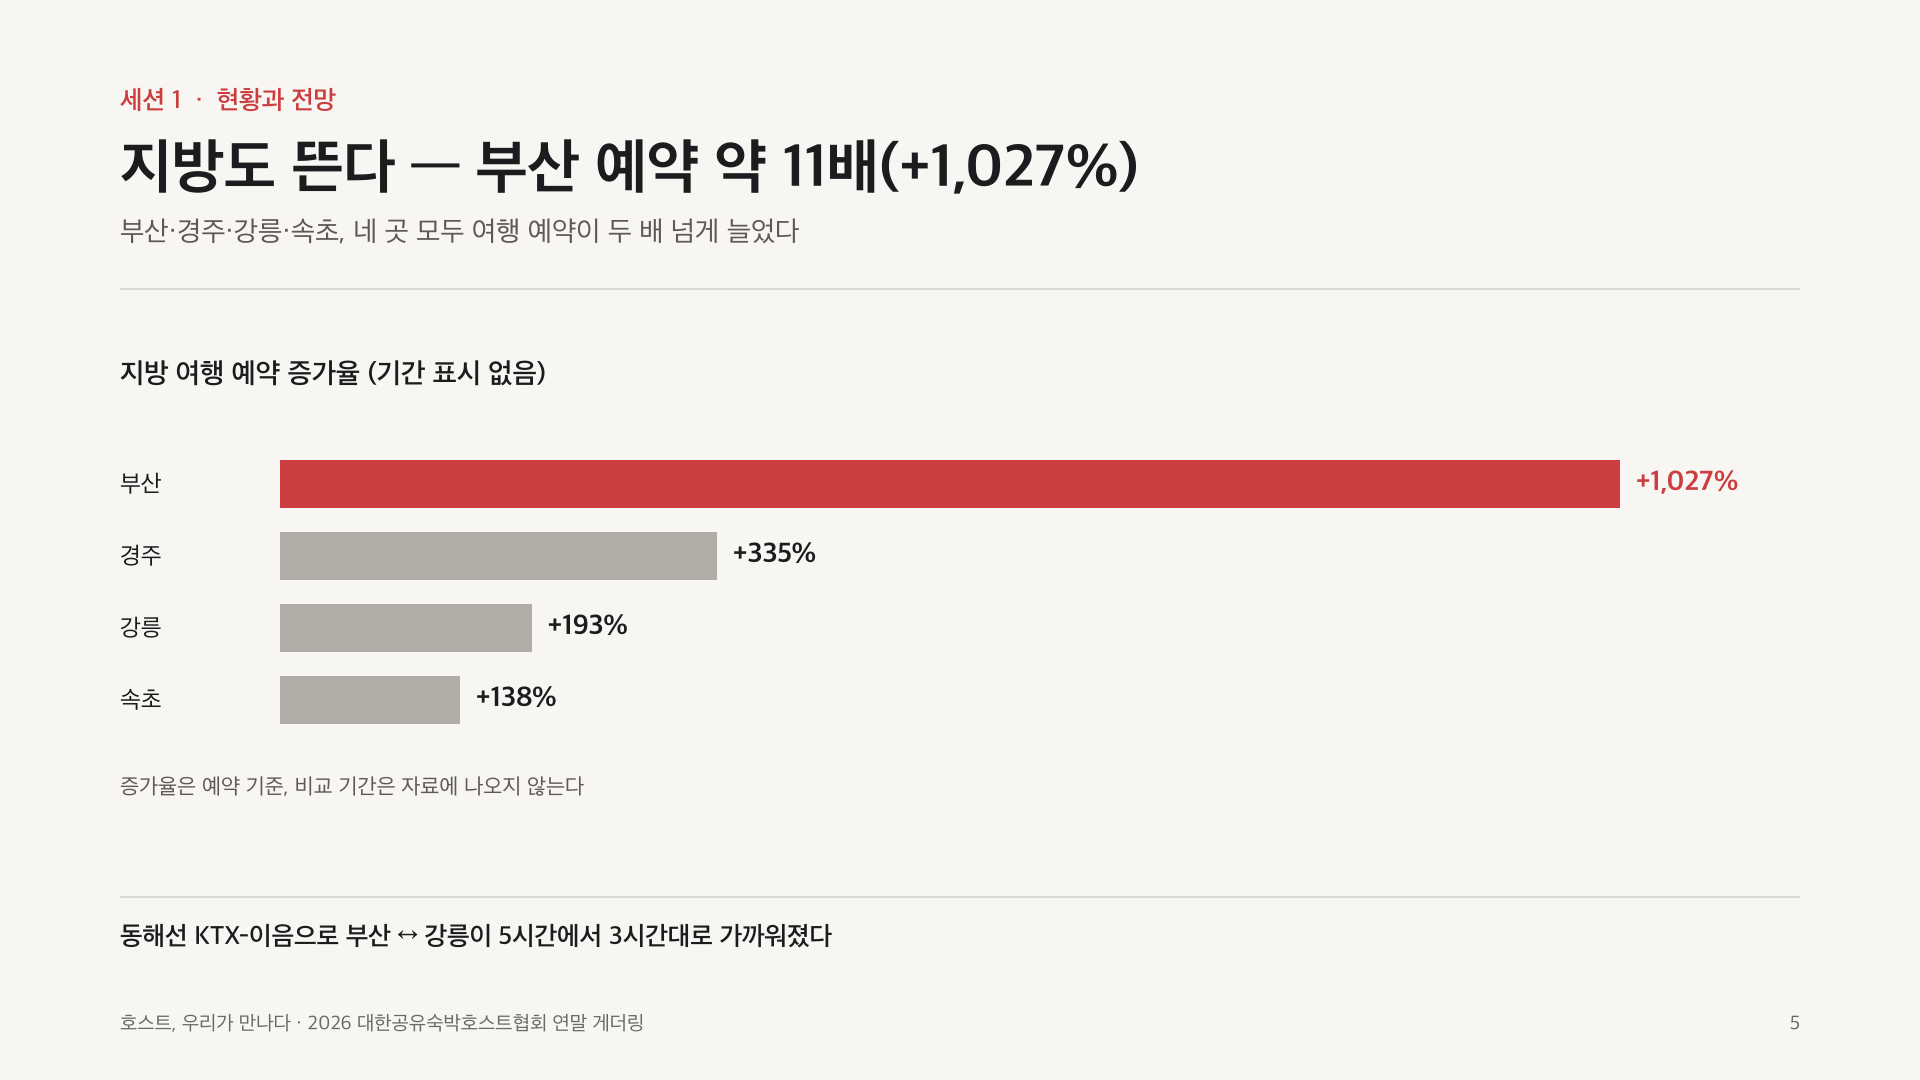 세션 1 · 현황과 전망
지방도 뜬다 — 부산 예약 약 11배(+1,027%)
부산·경주·강릉·속초, 네 곳 모두 여행 예약이 두 배 넘게 늘었다
지방 여행 예약 증가율 (기간 표시 없음)
부산 +1,027%
경주 +335%
강릉 +193%
속초 +138%
증가율은 예약 기준, 비교 기간은 자료에 나오지 않는다
동해선 KTX-이음으로 부산 ↔ 강릉이 5시간에서 3시간대로 가까워졌다
호스트, 우리가 만나다 · 2026 대한공유숙박호스트협회 연말 게더링 5